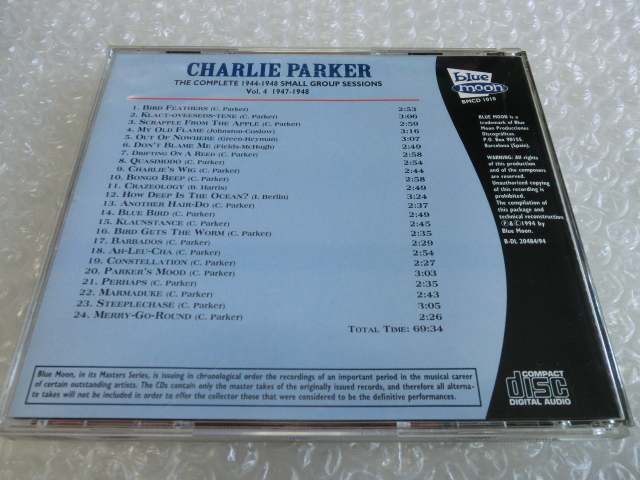 CHARLIE PARKER
THE COMPLETE 1944-1948 SMALL GROUP SESSIONS
Vol. 4 1947-1948
1. BIRD FEATHERS (C. Parker) 2:53
2. KLACT-OVEESEDS-TENE (C. Parker) 3:06
3. SCRAPPLE FROM THE APPLE (C. Parker) 2:59
4. MY OLD FLAME (Johnston-Coslow) 3:16
5. OUT OF NOWHERE (Green-Heyman) 3:07
6. DON'T BLAME ME (Fields-McHugh) 2:49
7. DRIFTING ON A REED (C. Parker) 2:58
8. QUASIMODO (C. Parker) 2:54
9. CHARLIE'S WIG (C. Parker) 2:44
10. BONGO BEEP (C. Parker) 2:58
11. CRAZEOLOGY (B. Harris) 2:49
12. HOW DEEP IS THE OCEAN? (I. Berlin) 3:24
13. ANOTHER HAIR-DO (C. Parker) 2:37
14. BLUE BIRD (C. Parker) 2:49
15. KLAUNSTANCE (C. Parker) 2:45
16. BIRD GETS THE WORM (C. Parker) 2:35
17. BARBADOS (C. Parker) 2:29
18. AH-LEU-CHA (C. Parker) 2:54
19. CONSTELLATION (C. Parker) 2:27
20. PARKER'S MOOD (C. Parker) 3:03
21. PERHAPS (C. Parker) 2:35
22. MARMADUKE (C. Parker) 2:43
23. STEEPLECHASE (C. Parker) 3:05
24. MERRY-GO-ROUND (C. Parker) 2:26
TOTAL TIME: 69:34
Blue Moon, in its Masters Series, is issuing in chronological order the recordings of an important period in the musical career
of certain outstanding artists. The CDs contain only the master takes of the originally issued records, and therefore all alterna-
te takes will not be included in order to offer the collector those that were considered to be the definitive performances.
blue
moon
BMCD 1010
BLUE MOON is a
trademark of Blue
Moon Producciones
Discográficas
P.O. Box 98155.
Barcelona (Spain).
WARNING: All rights
of this production
and of the composers
are reserved.
Unauthorized copying
of this recording is
prohibited.
The compilation of
this package and
technical reconstruction
Ⓟ&Ⓒ1994 by
Blue Moon.
B-DL 20484/94
COMPACT
disc
DIGITAL AUDIO